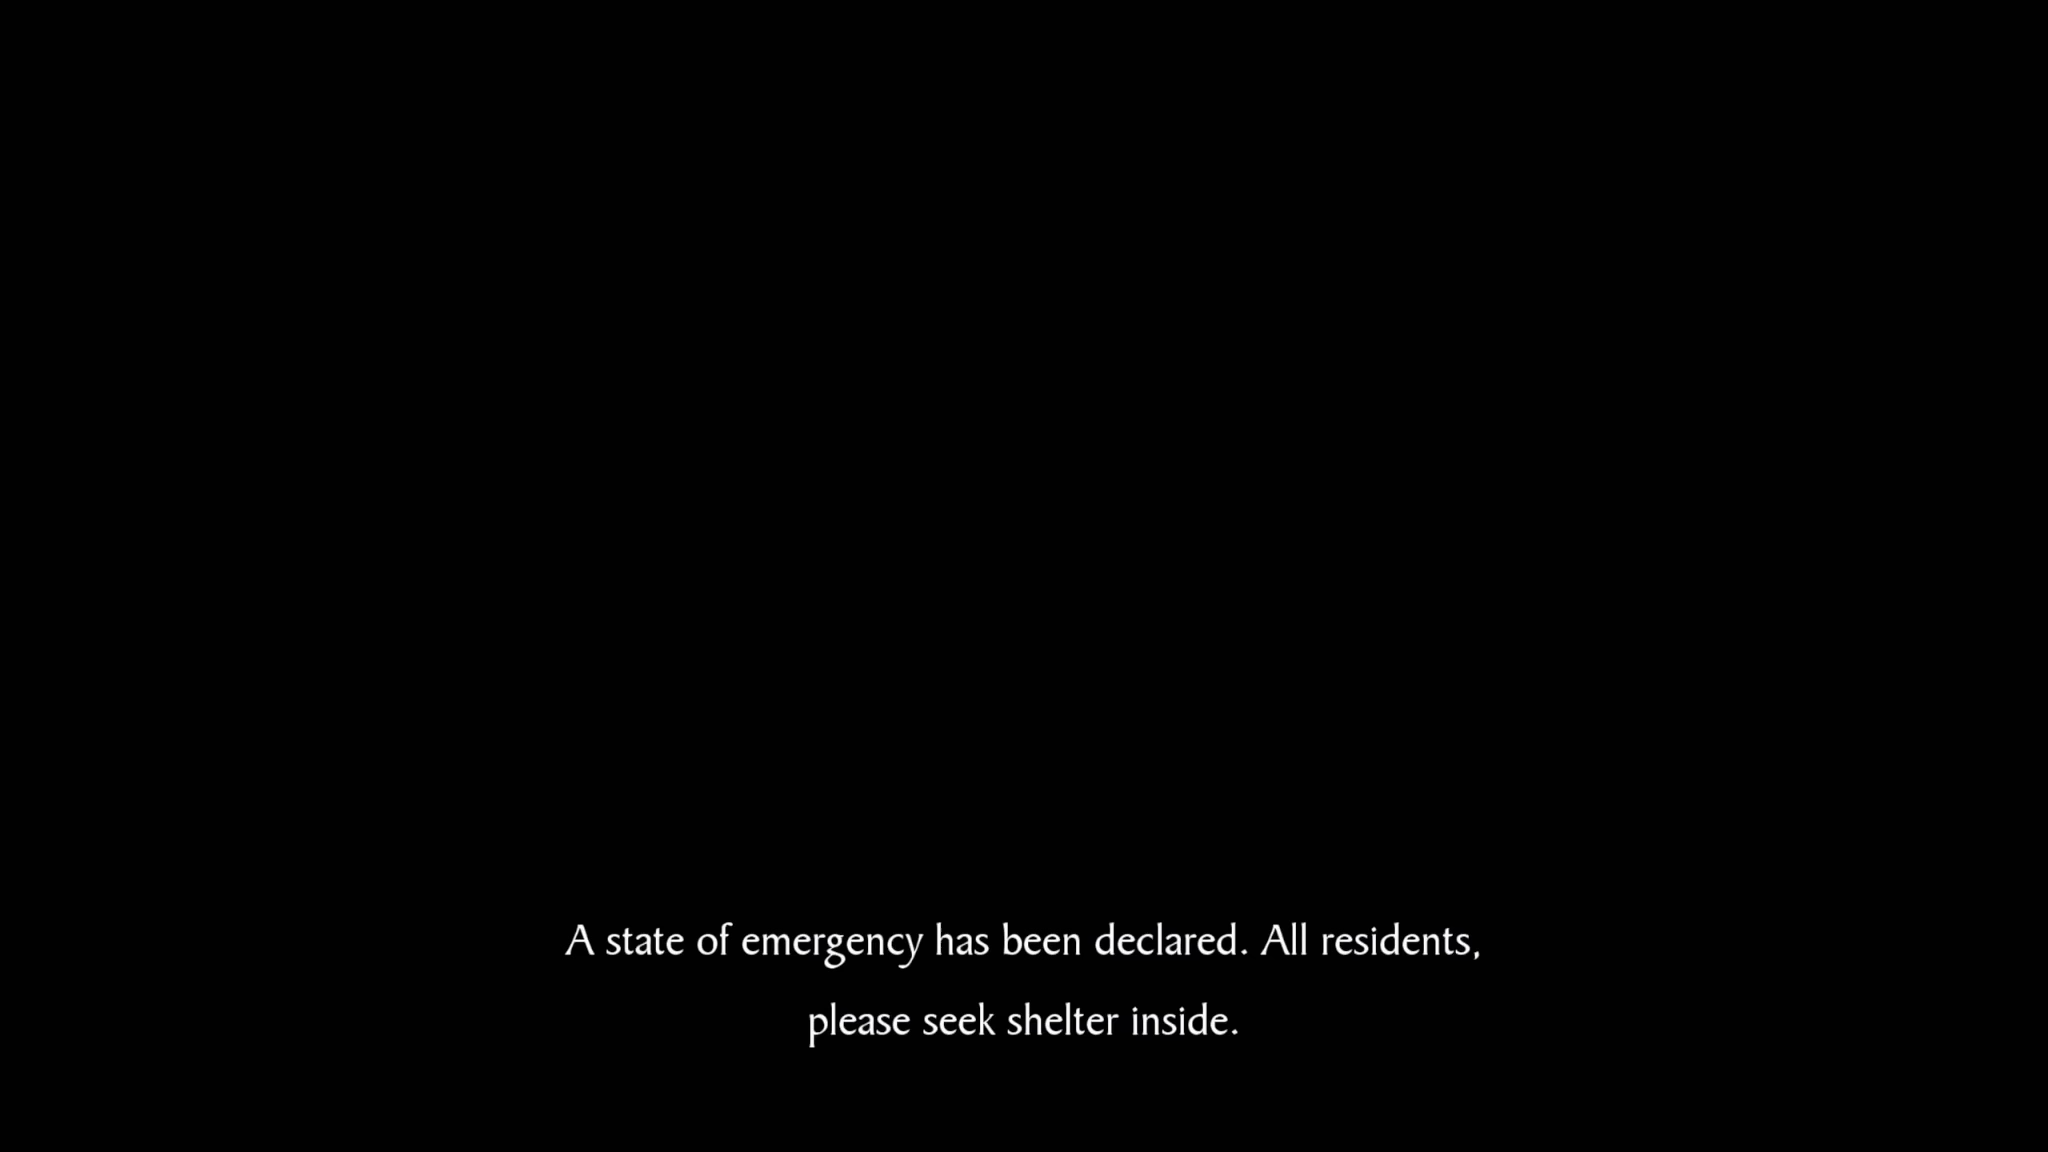 A state of emergency has been declared. All residents,
please seek shelter inside.